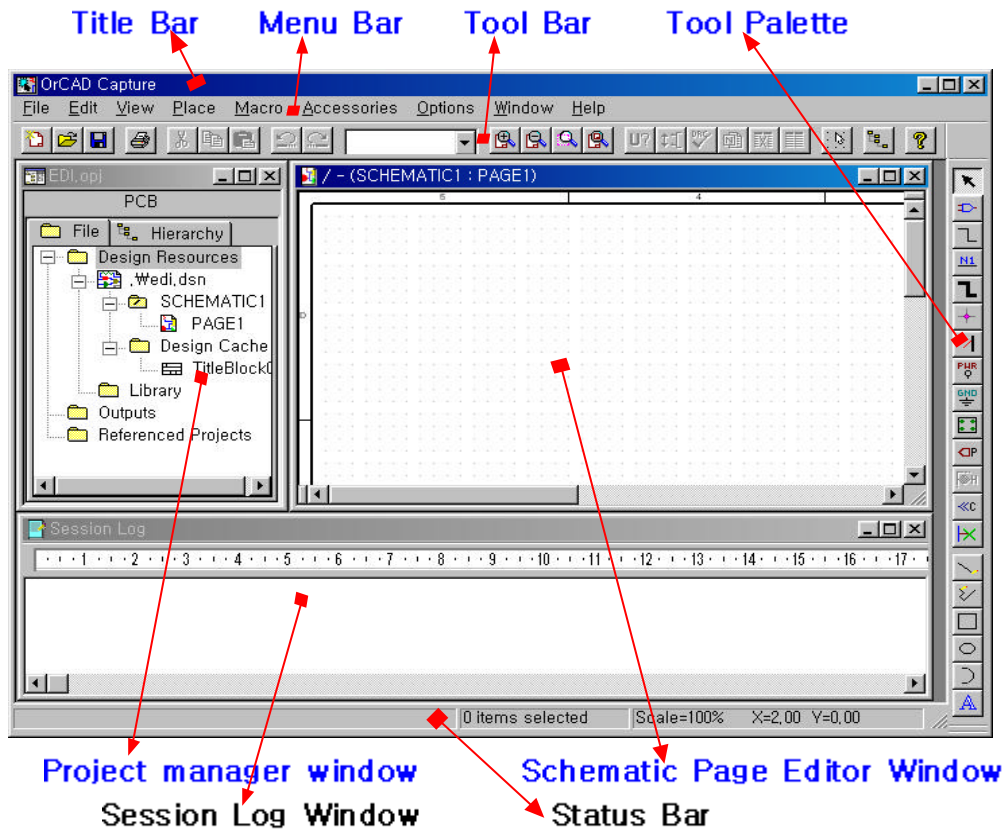 Title Bar Menu Bar Tool Bar Tool Palette
OrCAD Capture
File Edit View Place Macro Accessories Options Window Help
U?
DRC
EDI.opj
/ - (SCHEMATIC1 : PAGE1)
PCB
5 4
File Hierarchy
Design Resources
.₩edi.dsn
SCHEMATIC1
PAGE1
Design Cache
TitleBlock0
Library
Outputs
Referenced Projects
D
N1
PWR
GND
P
H
C
A
Session Log
1 2 3 4 5 6 7 8 9 10 11 12 13 14 15 16 17
0 items selected Scale=100% X=2,00 Y=0,00
Project manager window Schematic Page Editor Window
Session Log Window Status Bar